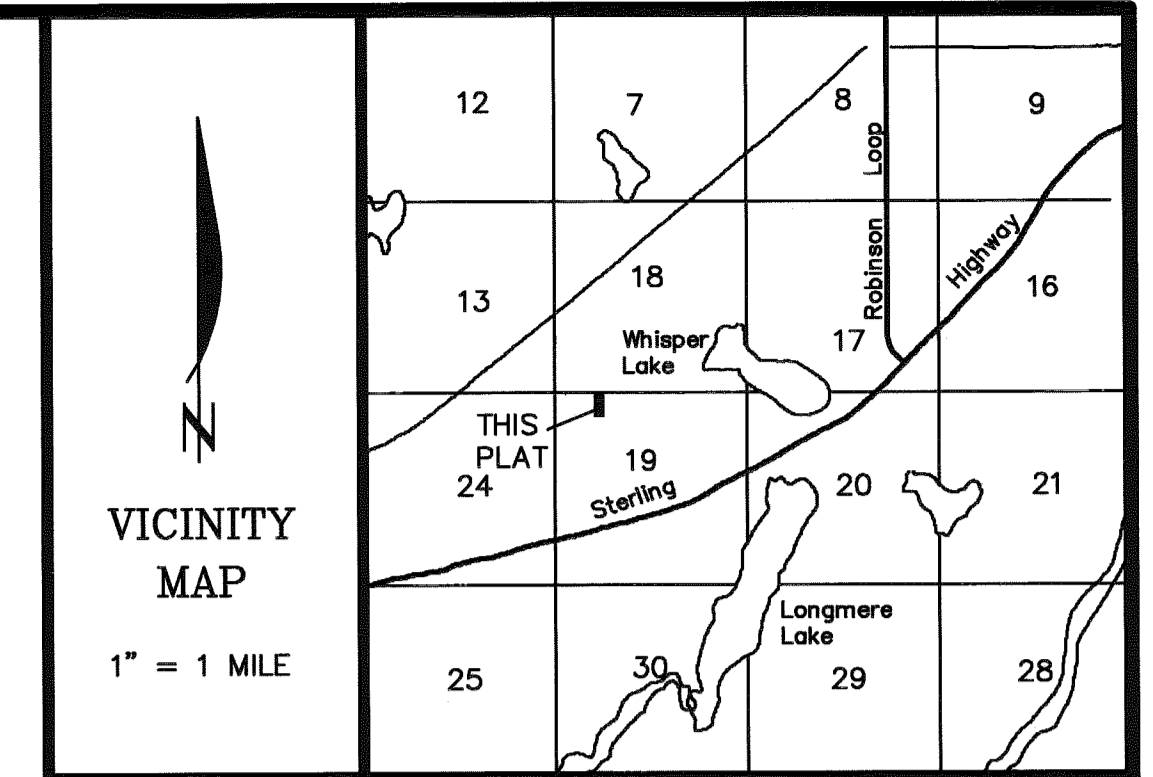 12
7
8
9
Robinson Loop
Highway
13
18
17
16
Whisper
Lake
THIS
PLAT
24
19
Sterling
20
21
N
VICINITY
MAP
1" = 1 MILE
Longmere
Lake
25
30
29
28